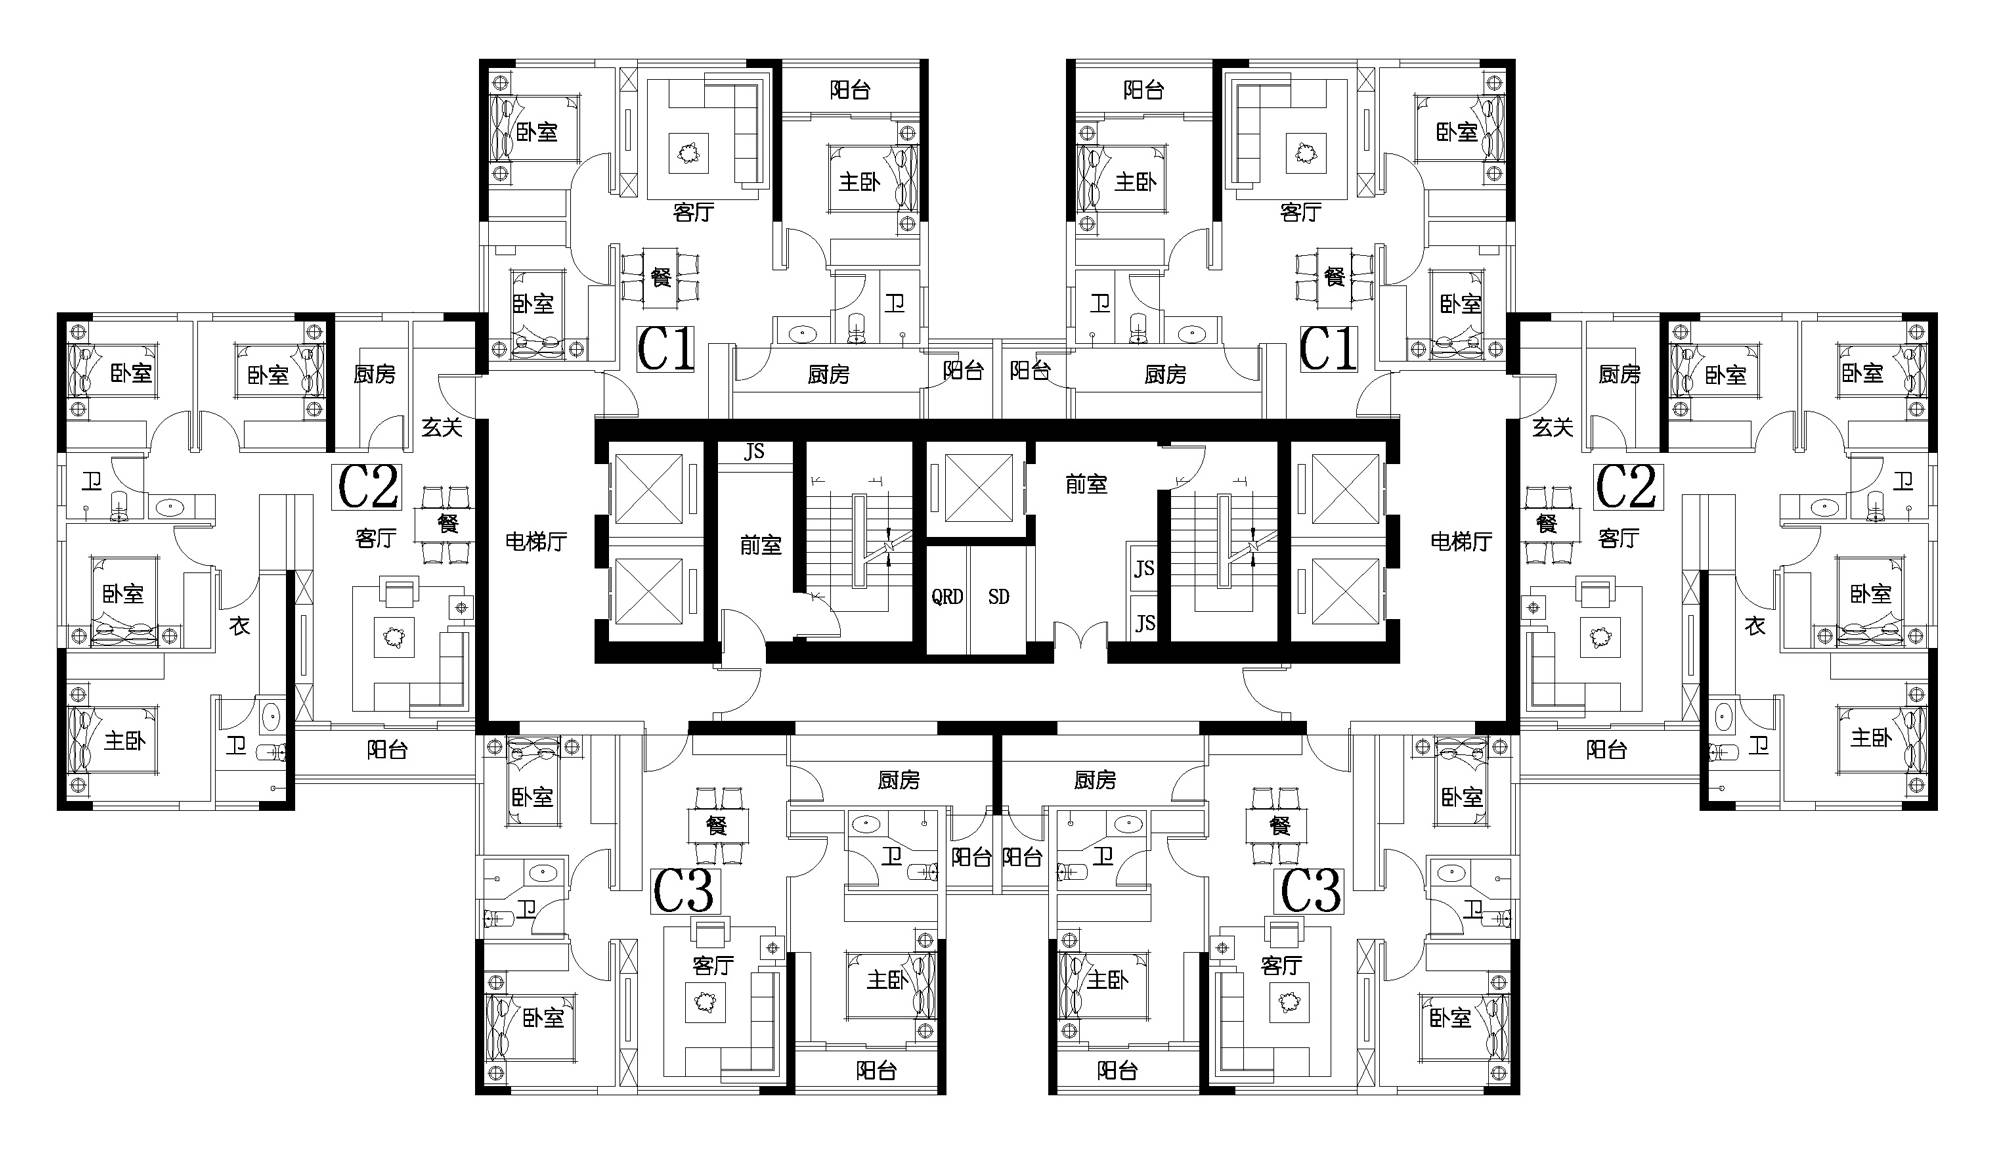 阳台
阳台
卧室
卧室
主卧
主卧
客厅
客厅
餐
餐
卧室
卫
卫
卧室
C1
C1
卧室
卧室
厨房
厨房
阳台
阳台
厨房
厨房
卧室
卧室
玄关
玄关
JS
卫
C2
前室
C2
卫
餐
餐
客厅
电梯厅
前室
电梯厅
客厅
JS
卧室
QRD
SD
卧室
衣
JS
衣
主卧
卫
阳台
阳台
卫
主卧
厨房
厨房
卧室
卧室
餐
餐
卫
阳台
阳台
卫
C3
C3
卫
卫
客厅
主卧
主卧
客厅
卧室
卧室
阳台
阳台